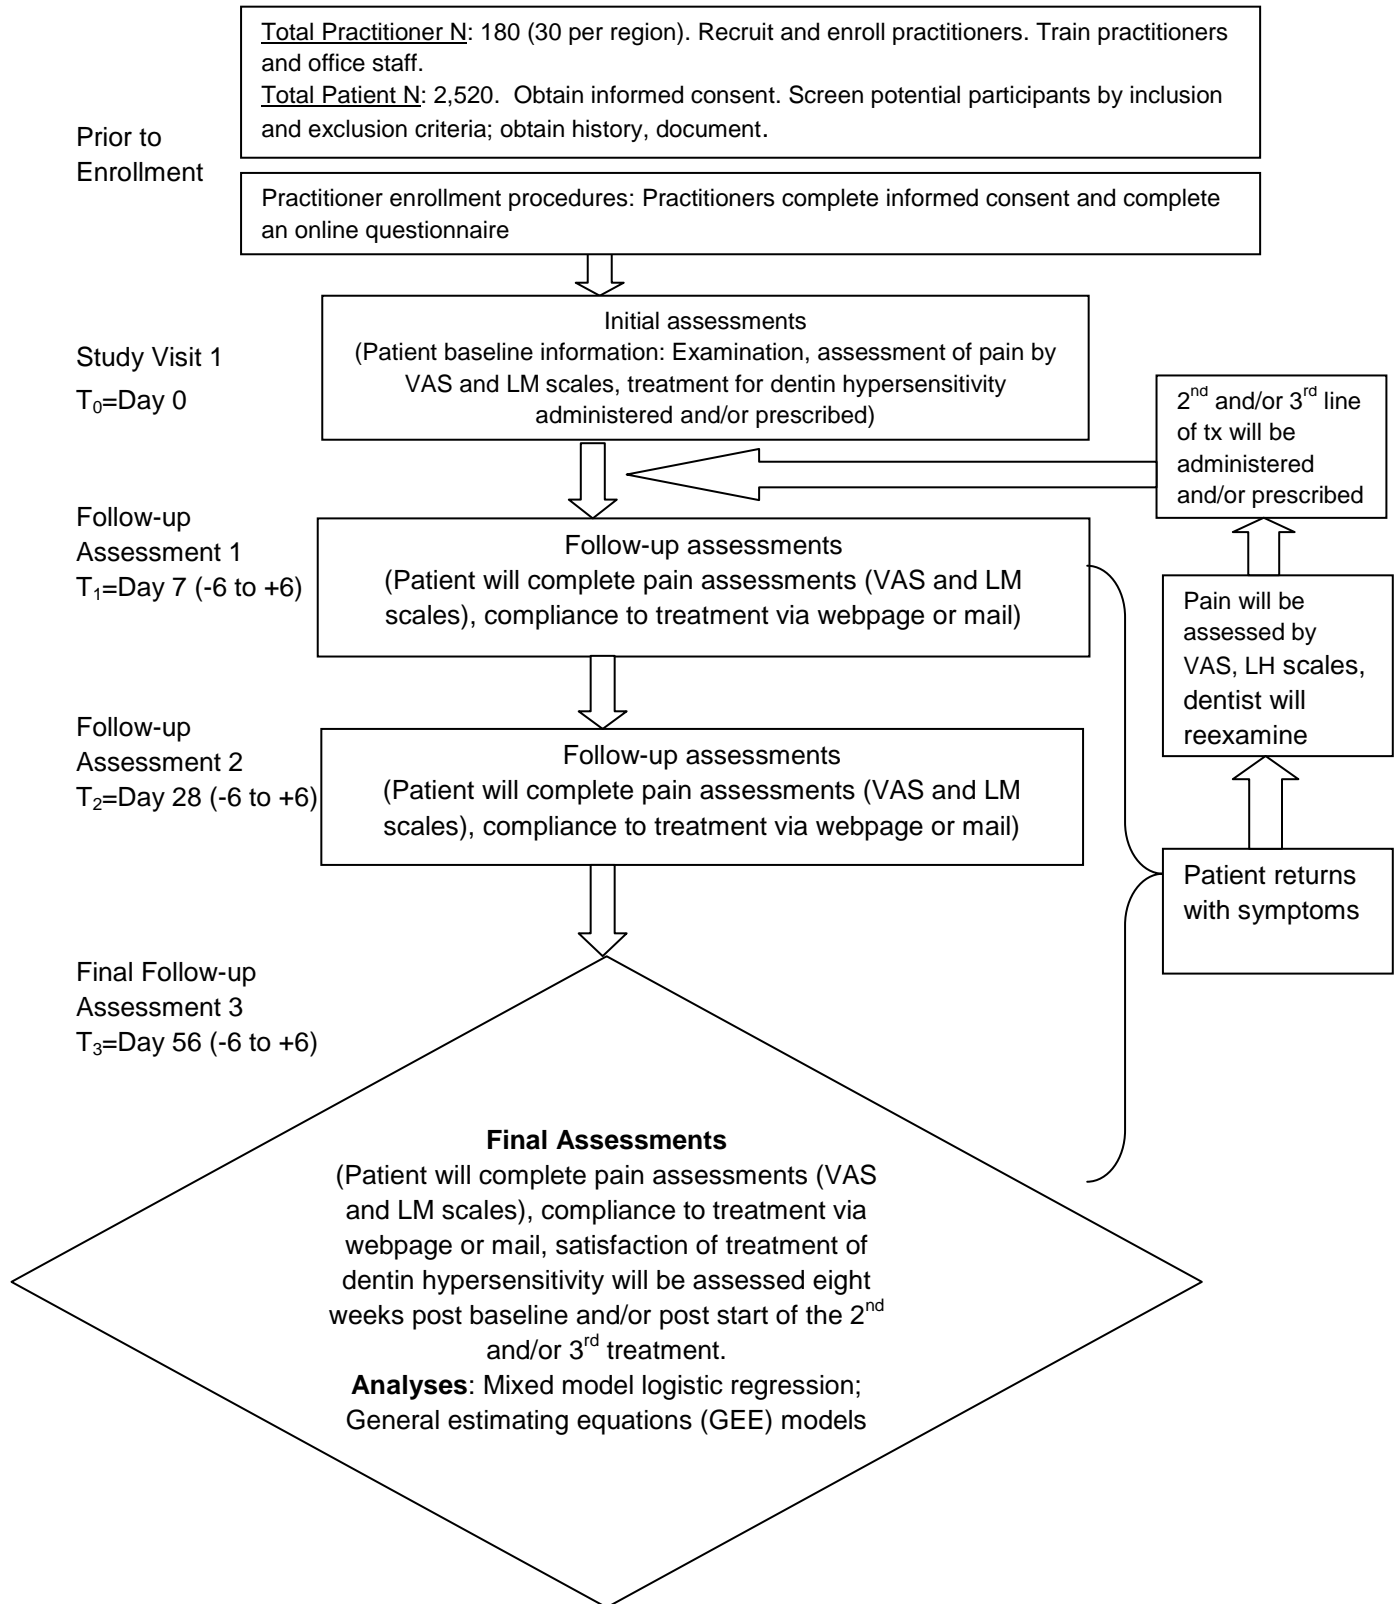 Total Practitioner N: 180 (30 per region). Recruit and enroll practitioners. Train practitioners
and office staff.
Total Patient N: 2,520.  Obtain informed consent. Screen potential participants by inclusion
and exclusion criteria; obtain history, document.
Prior to
Enrollment
Practitioner enrollment procedures: Practitioners complete informed consent and complete
an online questionnaire
Study Visit 1
T0=Day 0
Initial assessments
(Patient baseline information: Examination, assessment of pain by
VAS and LM scales, treatment for dentin hypersensitivity
administered and/or prescribed)
2nd and/or 3rd line
of tx will be
administered
and/or prescribed
Follow-up
Assessment 1
T1=Day 7 (-6 to +6)
Follow-up assessments
(Patient will complete pain assessments (VAS and LM
scales), compliance to treatment via webpage or mail)
Pain will be
assessed by
VAS, LH scales,
dentist will
reexamine
Follow-up
Assessment 2
T2=Day 28 (-6 to +6)
Follow-up assessments
(Patient will complete pain assessments (VAS and LM
scales), compliance to treatment via webpage or mail)
Patient returns
with symptoms
Final Follow-up
Assessment 3
T3=Day 56 (-6 to +6)
Final Assessments
(Patient will complete pain assessments (VAS
and LM scales), compliance to treatment via
webpage or mail, satisfaction of treatment of
dentin hypersensitivity will be assessed eight
weeks post baseline and/or post start of the 2nd
and/or 3rd treatment.
Analyses: Mixed model logistic regression;
General estimating equations (GEE) models